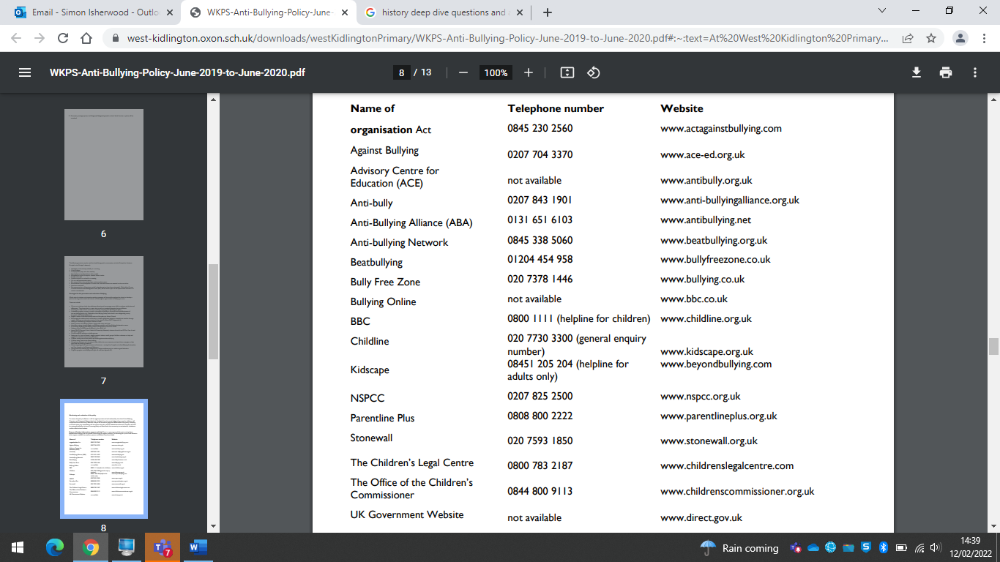 Email - Simon Isherwood - Outlo
WKPS-Anti-Bullying-Policy-June-
history deep dive questions and a
west-kidlington.oxon.sch.uk/downloads/westKidlingtonPrimary/WKPS-Anti-Bullying-Policy-June-2019-to-June-2020.pdf#:~:text=At%20West%20Kidlington%20Primary...
WKPS-Anti-Bullying-Policy-June-2019-to-June-2020.pdf
8 / 13
100%
6
7
8
Name of Telephone number Website
organisation Act 0845 230 2560 www.actagainstbullying.com
Against Bullying 0207 704 3370 www.ace-ed.org.uk
Advisory Centre for
Education (ACE) not available www.antibully.org.uk
Anti-bully 0207 843 1901 www.anti-bullyingalliance.org.uk
Anti-Bullying Alliance (ABA) 0131 651 6103 www.antibullying.net
Anti-bullying Network 0845 338 5060 www.beatbullying.org.uk
Beatbullying 01204 454 958 www.bullyfreezone.co.uk
Bully Free Zone 020 7378 1446 www.bullying.co.uk
Bullying Online not available www.bbc.co.uk
BBC 0800 1111 (helpline for children) www.childline.org.uk
Childline 020 7730 3300 (general enquiry
number) www.kidscape.org.uk
Kidscape 08451 205 204 (helpline for www.beyondbullying.com
adults only)
NSPCC 0207 825 2500 www.nspcc.org.uk
Parentline Plus 0808 800 2222 www.parentlineplus.org.uk
Stonewall 020 7593 1850 www.stonewall.org.uk
The Children's Legal Centre 0800 783 2187 www.childrenslegalcentre.com
The Office of the Children's
Commissioner 0844 800 9113 www.childrenscommissioner.org.uk
UK Government Website not available www.direct.gov.uk
7
Rain coming
14:39
12/02/2022